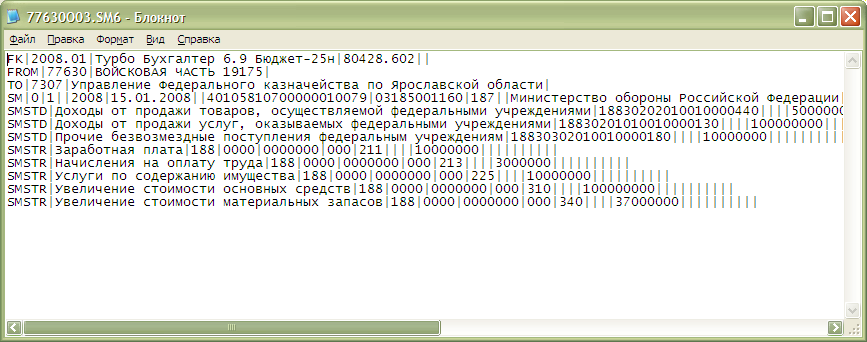 77630003.SM6 - Блокнот
Файл Правка Формат Вид Справка
FK|2008.01|Турбо Бухгалтер 6.9 Бюджет-25н|80428.602||
FROM|77630|ВОЙСКОВАЯ ЧАСТЬ 19175|
TO|7307|Управление Федерального казначейства по Ярославской области|
SM|0|1||2008|15.01.2008||40105810700000010079|03185001160|187||Министерство обороны Российской Федерации|
SMSTD|Доходы от продажи товаров, осуществляемой федеральными учреждениями|18830202010010000440||||5000000
SMSTD|Доходы от продажи услуг, оказываемых федеральными учреждениями|18830201010010000130||||100000000||||
SMSTD|Прочие безвозмездные поступления федеральным учреждениям|18830302010010000180||||10000000||||||||||
SMSTR|Заработная плата|188|0000|0000000|000|211||||10000000||||||||||
SMSTR|Начисления на оплату труда|188|0000|0000000|000|213||||3000000||||||||||
SMSTR|Услуги по содержанию имущества|188|0000|0000000|000|225||||10000000||||||||||
SMSTR|Увеличение стоимости основных средств|188|0000|0000000|000|310||||100000000||||||||||
SMSTR|Увеличение стоимости материальных запасов|188|0000|0000000|000|340||||37000000||||||||||